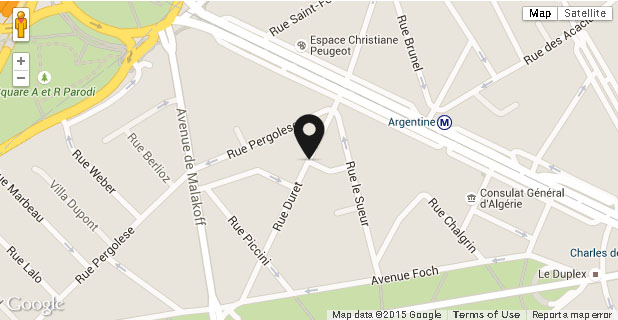 Rue Saint-F
Map
Satellite
Espace Christiane
Peugeot
Rue Brunel
Rue des Acacia
Square A et R Parodi
Argentine M
Avenue de Malakoff
Rue Pergolese
Rue Berlioz
Rue Weber
Villa Dupont
Rue Marbeau
Rue Duret
Rue le Sueur
Consulat Général
d'Algérie
Rue Chalgrin
Rue Piccini
Rue Pergolese
Rue Lalo
Charles de
Avenue Foch
Le Duplex
Google
Map data ©2015 Google
Terms of Use
Report a map error